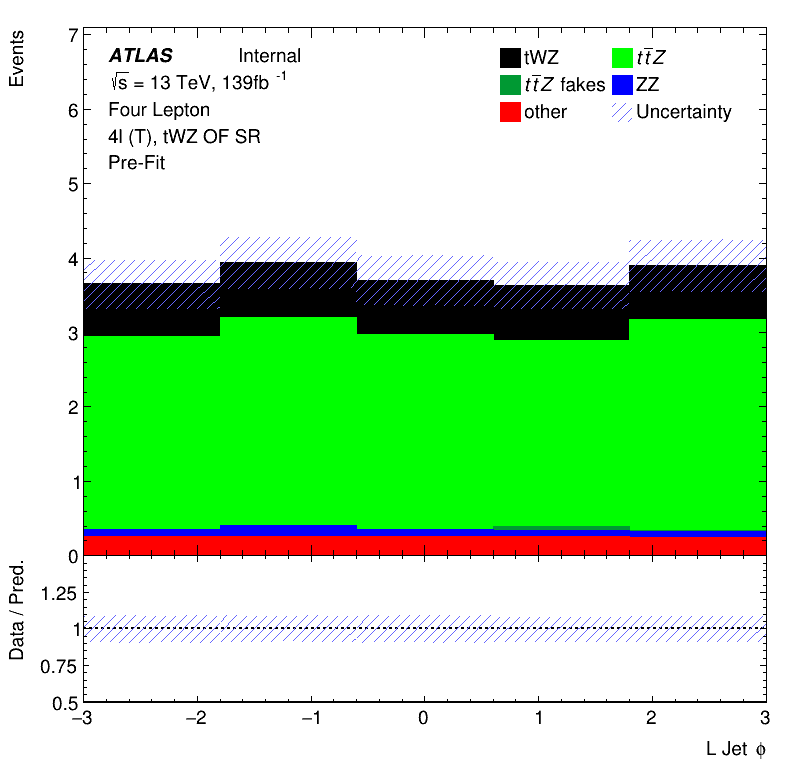 Events
7
6
5
4
3
2
1
0
ATLAS Internal
√s = 13 TeV, 139fb⁻¹
Four Lepton
4l (T), tWZ OF SR
Pre-Fit
tWZ
tt̄Z
tt̄Z fakes
ZZ
other
Uncertainty
Data / Pred.
1.25
1
0.75
0.5
−3 −2 −1 0 1 2 3
L Jet ϕ